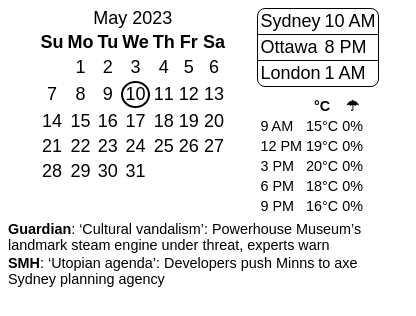 May 2023
Su Mo Tu We Th Fr Sa
1 2 3 4 5 6
7 8 9 10 11 12 13
14 15 16 17 18 19 20
21 22 23 24 25 26 27
28 29 30 31
Sydney 10 AM
Ottawa 8 PM
London 1 AM
°C ☂
9 AM 15°C 0%
12 PM 19°C 0%
3 PM 20°C 0%
6 PM 18°C 0%
9 PM 16°C 0%
Guardian: ‘Cultural vandalism’: Powerhouse Museum’s
landmark steam engine under threat, experts warn
SMH: ‘Utopian agenda’: Developers push Minns to axe
Sydney planning agency